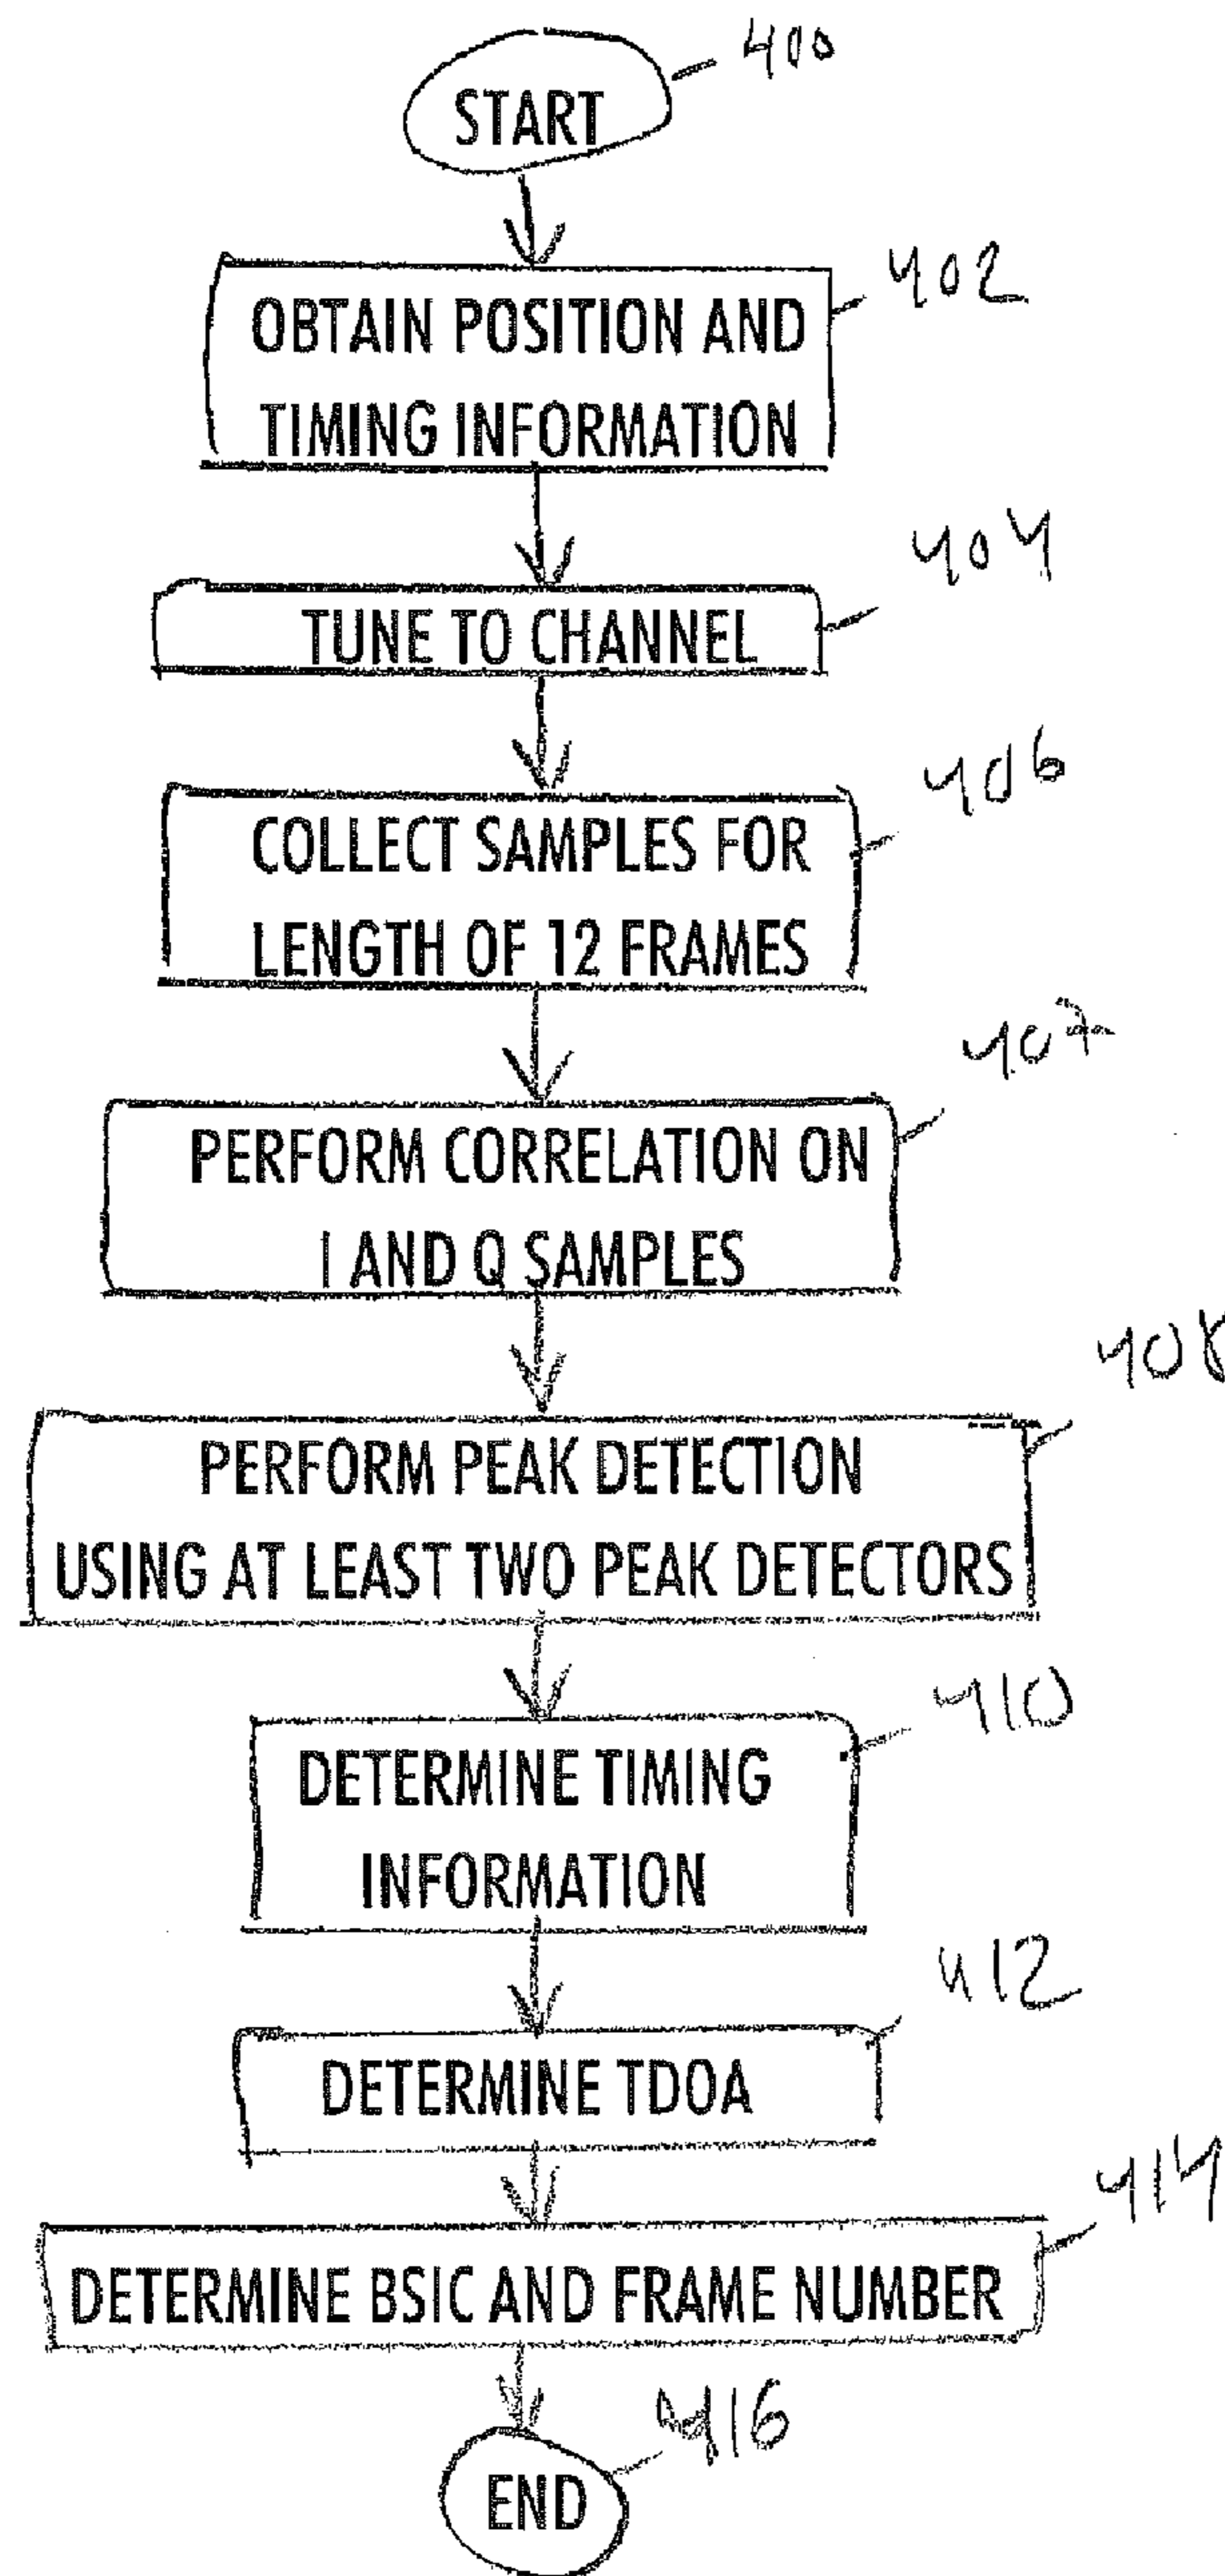 START
400
OBTAIN POSITION AND
TIMING INFORMATION
402
TUNE TO CHANNEL
404
COLLECT SAMPLES FOR
LENGTH OF 12 FRAMES
406
PERFORM CORRELATION ON
I AND Q SAMPLES
407
PERFORM PEAK DETECTION
USING AT LEAST TWO PEAK DETECTORS
408
DETERMINE TIMING
INFORMATION
410
DETERMINE TDOA
412
DETERMINE BSIC AND FRAME NUMBER
414
END
416